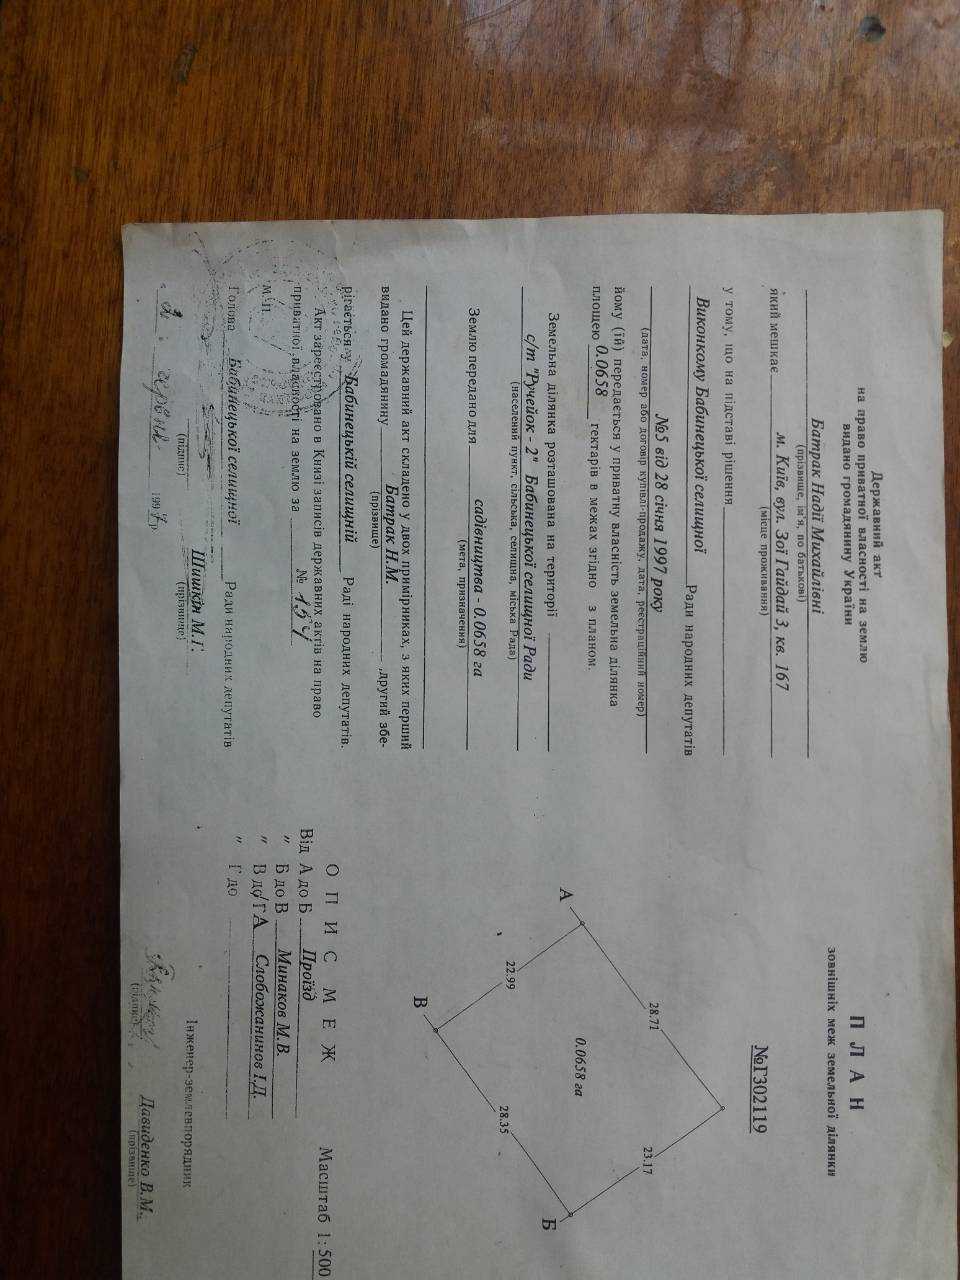 Державний акт
на право приватної власності на землю
видано громадянину України
Батрак Надії Михайлівні
(прізвище, ім'я, по батькові)
який мешкає м. Київ, вул. Зої Гайдай 3, кв. 167
(місце проживання)
у тому, що на підставі рішення
Виконкому Бабинецької селищної Ради народних депутатів
№5 від 28 січня 1997 року
(дата, номер або договір купівлі-продажу, дата, реєстраційний номер)
йому (їй) передається у приватну власність земельна ділянка
площею 0.0658 гектарів в межах згідно з планом.
Земельна ділянка розташована на території
с/т "Ручейок - 2" Бабинецької селищної Ради
(населений пункт, сільська, селищна, міська Рада)
Землю передано для садівництва - 0.0658 га
(мета, призначення)
Цей державний акт складено у двох примірниках, з яких перший
видано громадянину Батрак Н.М. ,другий збе-
(прізвище)
рігається у Бабинецькій селищній Раді народних депутатів.
Акт зареєстровано в Книзі записів державних актів на право
приватної власності на землю за № 154
М.П.
Голова Бабинецької селищної Ради народних депутатів
Шишкін М.Г.
(підпис) (прізвище)
"2" 1997р.
П Л А Н
зовнішніх меж земельної ділянки
№Г302119
А
28.71
23.17
22.99
0.0658 га
28.35
В
Б
О П И С М Е Ж
Масштаб 1: 500
Від А до Б Проїзд
" Б до В Минаков М.В.
" В до Г А Слобожанинов І.Д.
" Г до
Інженер-землевпорядник
Давиденко В.М.
(підпис) (прізвище)